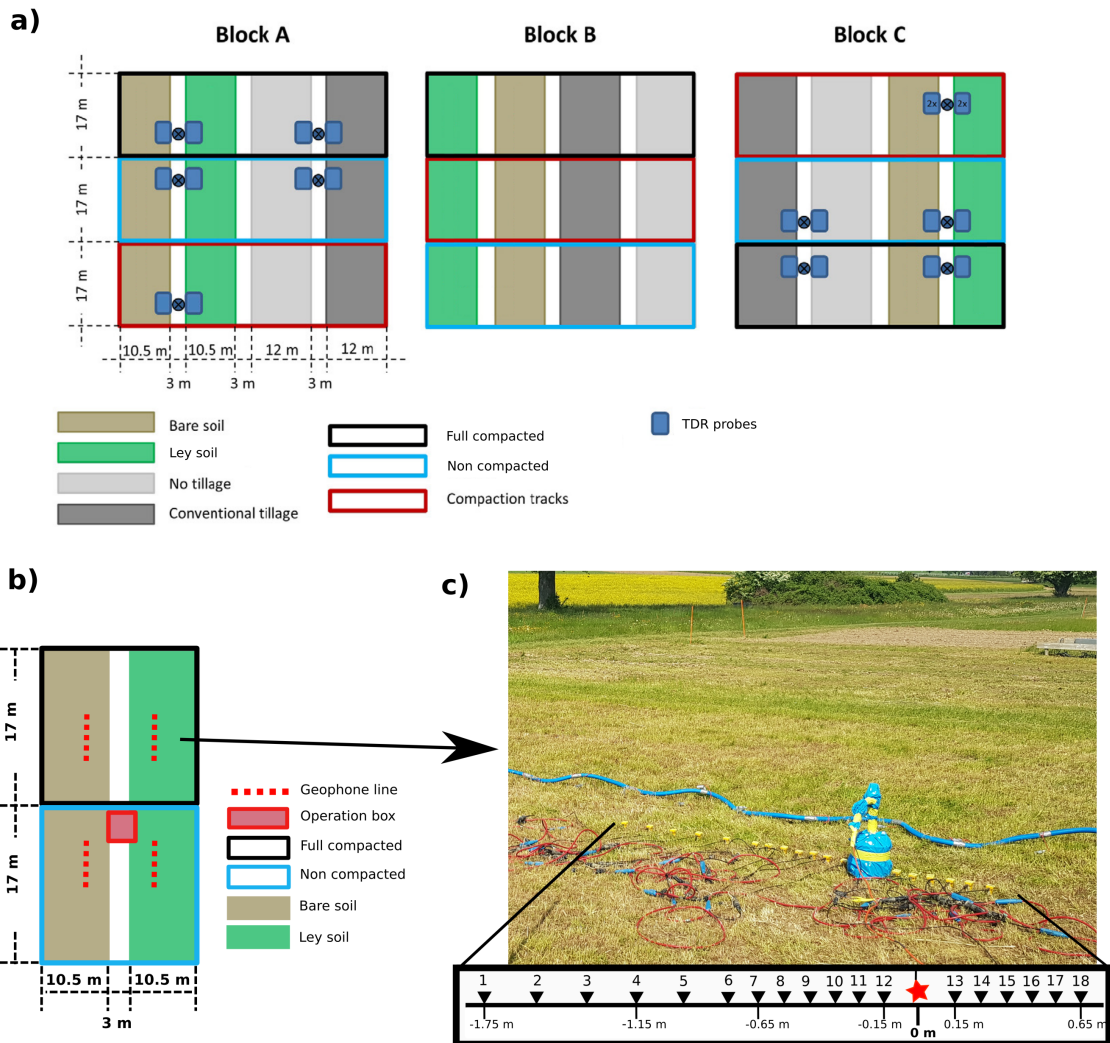 a)
Block A
Block B
Block C
17 m
17 m
17 m
2x
2x
10.5 m
10.5 m
12 m
12 m
3 m
3 m
3 m
Bare soil
Ley soil
No tillage
Conventional tillage
Full compacted
Non compacted
Compaction tracks
TDR probes
b)
17 m
17 m
10.5 m
10.5 m
3 m
Geophone line
Operation box
Full compacted
Non compacted
Bare soil
Ley soil
c)
1 2 3 4 5 6 7 8 9 10 11 12 13 14 15 16 17 18
-1.75 m -1.15 m -0.65 m -0.15 m 0 m 0.15 m 0.65 m